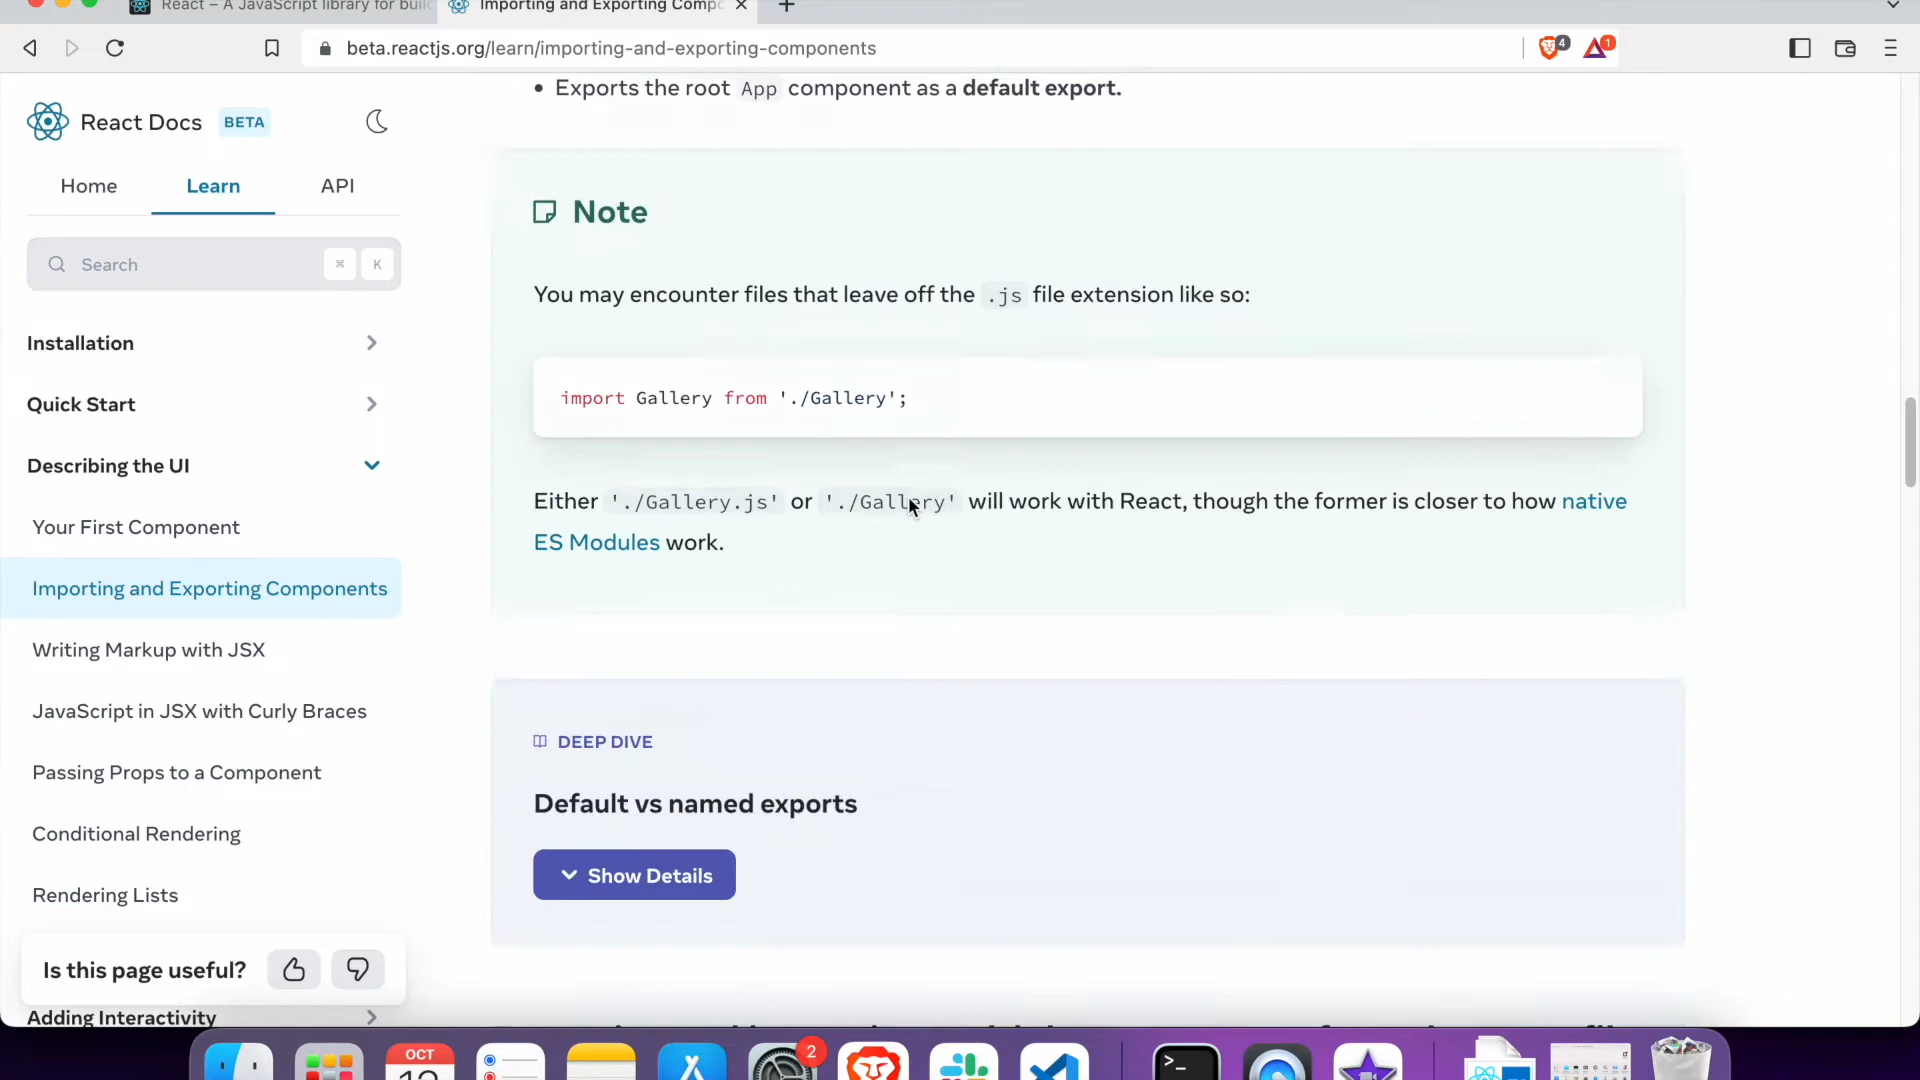 React – A JavaScript library for buil
Importing and Exporting Compo
beta.reactjs.org/learn/importing-and-exporting-components
4
1
React Docs BETA
Home Learn API
Search ⌘ K
Installation
Quick Start
Describing the UI
Your First Component
Importing and Exporting Components
Writing Markup with JSX
JavaScript in JSX with Curly Braces
Passing Props to a Component
Conditional Rendering
Rendering Lists
Is this page useful?
Adding Interactivity
• Exports the root App component as a default export.
Note
You may encounter files that leave off the .js file extension like so:
import Gallery from './Gallery';
Either './Gallery.js' or './Gallery' will work with React, though the former is closer to how native
ES Modules work.
DEEP DIVE
Default vs named exports
Show Details
OCT
2
>_